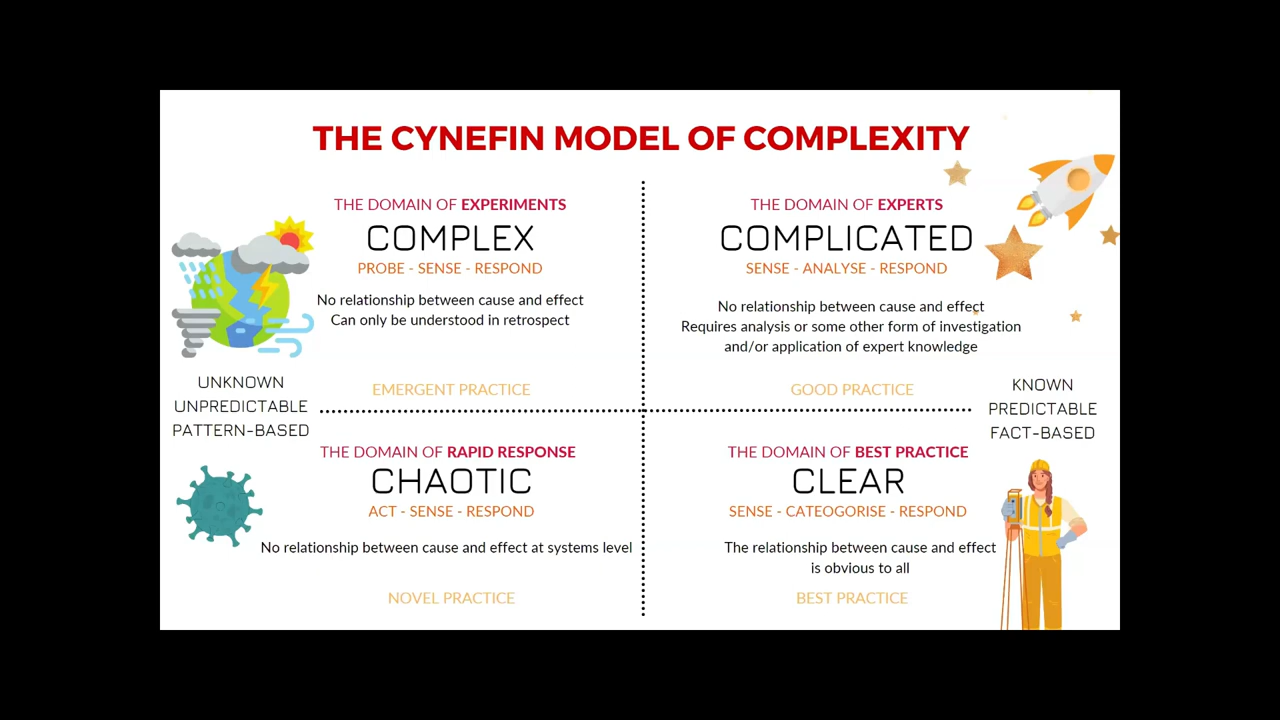 THE CYNEFIN MODEL OF COMPLEXITY
THE DOMAIN OF EXPERIMENTS
COMPLEX
PROBE - SENSE - RESPOND
No relationship between cause and effect
Can only be understood in retrospect
EMERGENT PRACTICE
THE DOMAIN OF EXPERTS
COMPLICATED
SENSE - ANALYSE - RESPOND
No relationship between cause and effect
Requires analysis or some other form of investigation
and/or application of expert knowledge
GOOD PRACTICE
UNKNOWN
UNPREDICTABLE
PATTERN-BASED
KNOWN
PREDICTABLE
FACT-BASED
THE DOMAIN OF RAPID RESPONSE
CHAOTIC
ACT - SENSE - RESPOND
No relationship between cause and effect at systems level
NOVEL PRACTICE
THE DOMAIN OF BEST PRACTICE
CLEAR
SENSE - CATEOGORISE - RESPOND
The relationship between cause and effect
is obvious to all
BEST PRACTICE